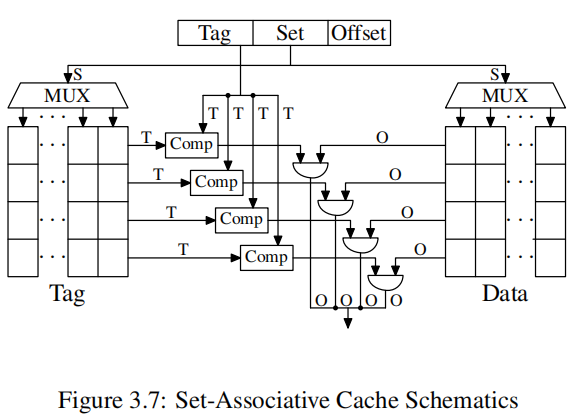 Tag Set Offset
S S
MUX MUX
· · · · · ·
T T T T
· · · T Comp O · · ·
· · · T Comp O · · ·
· · · T Comp O · · ·
· · · T Comp O · · ·
Tag Data
O O O O
Figure 3.7: Set-Associative Cache Schematics